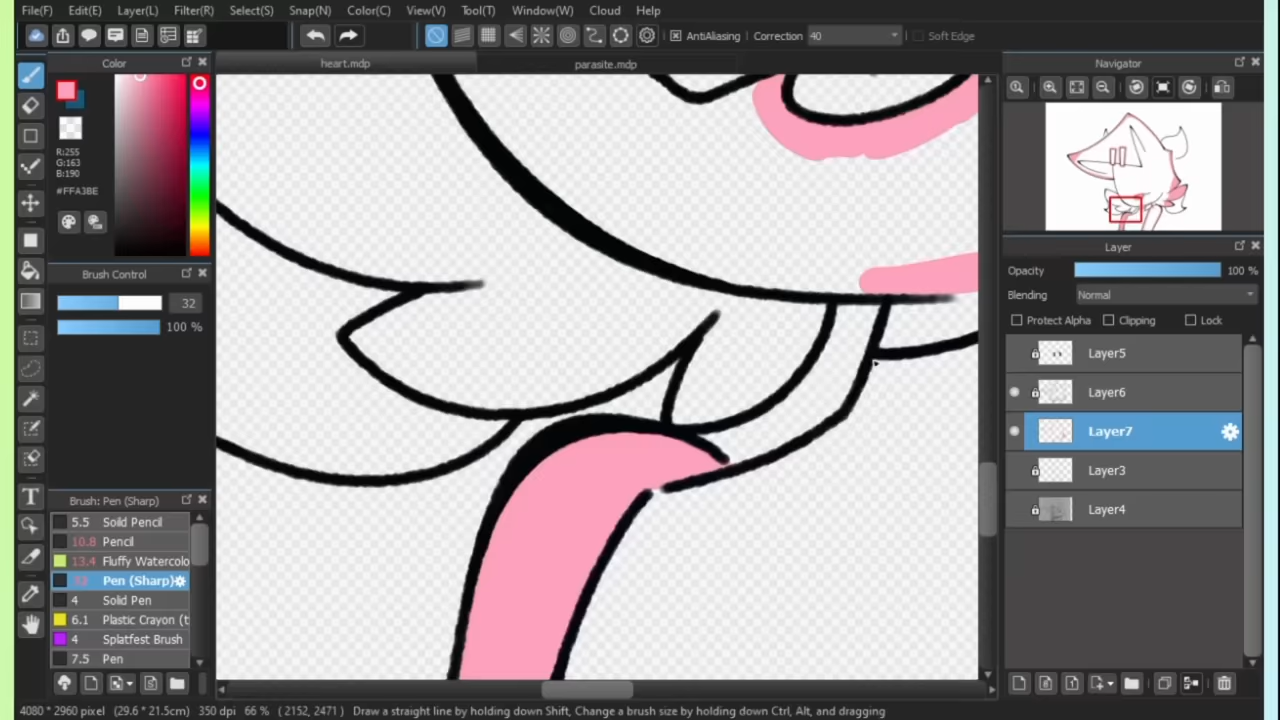 File(F) Edit(E) Layer(L) Filter(R) Select(S) Snap(N) Color(C) View(V) Tool(T) Window(W) Cloud Help
AntiAliasing Correction 40 Soft Edge
Color
heart.mdp parasite.mdp
Navigator
R:255
G:163
B:190
#FFA3BE
Brush Control
32
100 %
Layer
Opacity 100 %
Blending Normal
Protect Alpha Clipping Lock
Layer5
Layer6
Layer7
Layer3
Layer4
Brush: Pen (Sharp)
5.5 Solid Pencil
10.8 Pencil
13.4 Fluffy Watercolo
32 Pen (Sharp)
4 Solid Pen
6.1 Plastic Crayon (t
4 Splatfest Brush
7.5 Pen
T
4080 * 2960 pixel (29.6 * 21.5cm) 350 dpi 66 % ( 2152, 2471 ) Draw a straight line by holding down Shift, Change a brush size by holding down Ctrl, Alt, and dragging